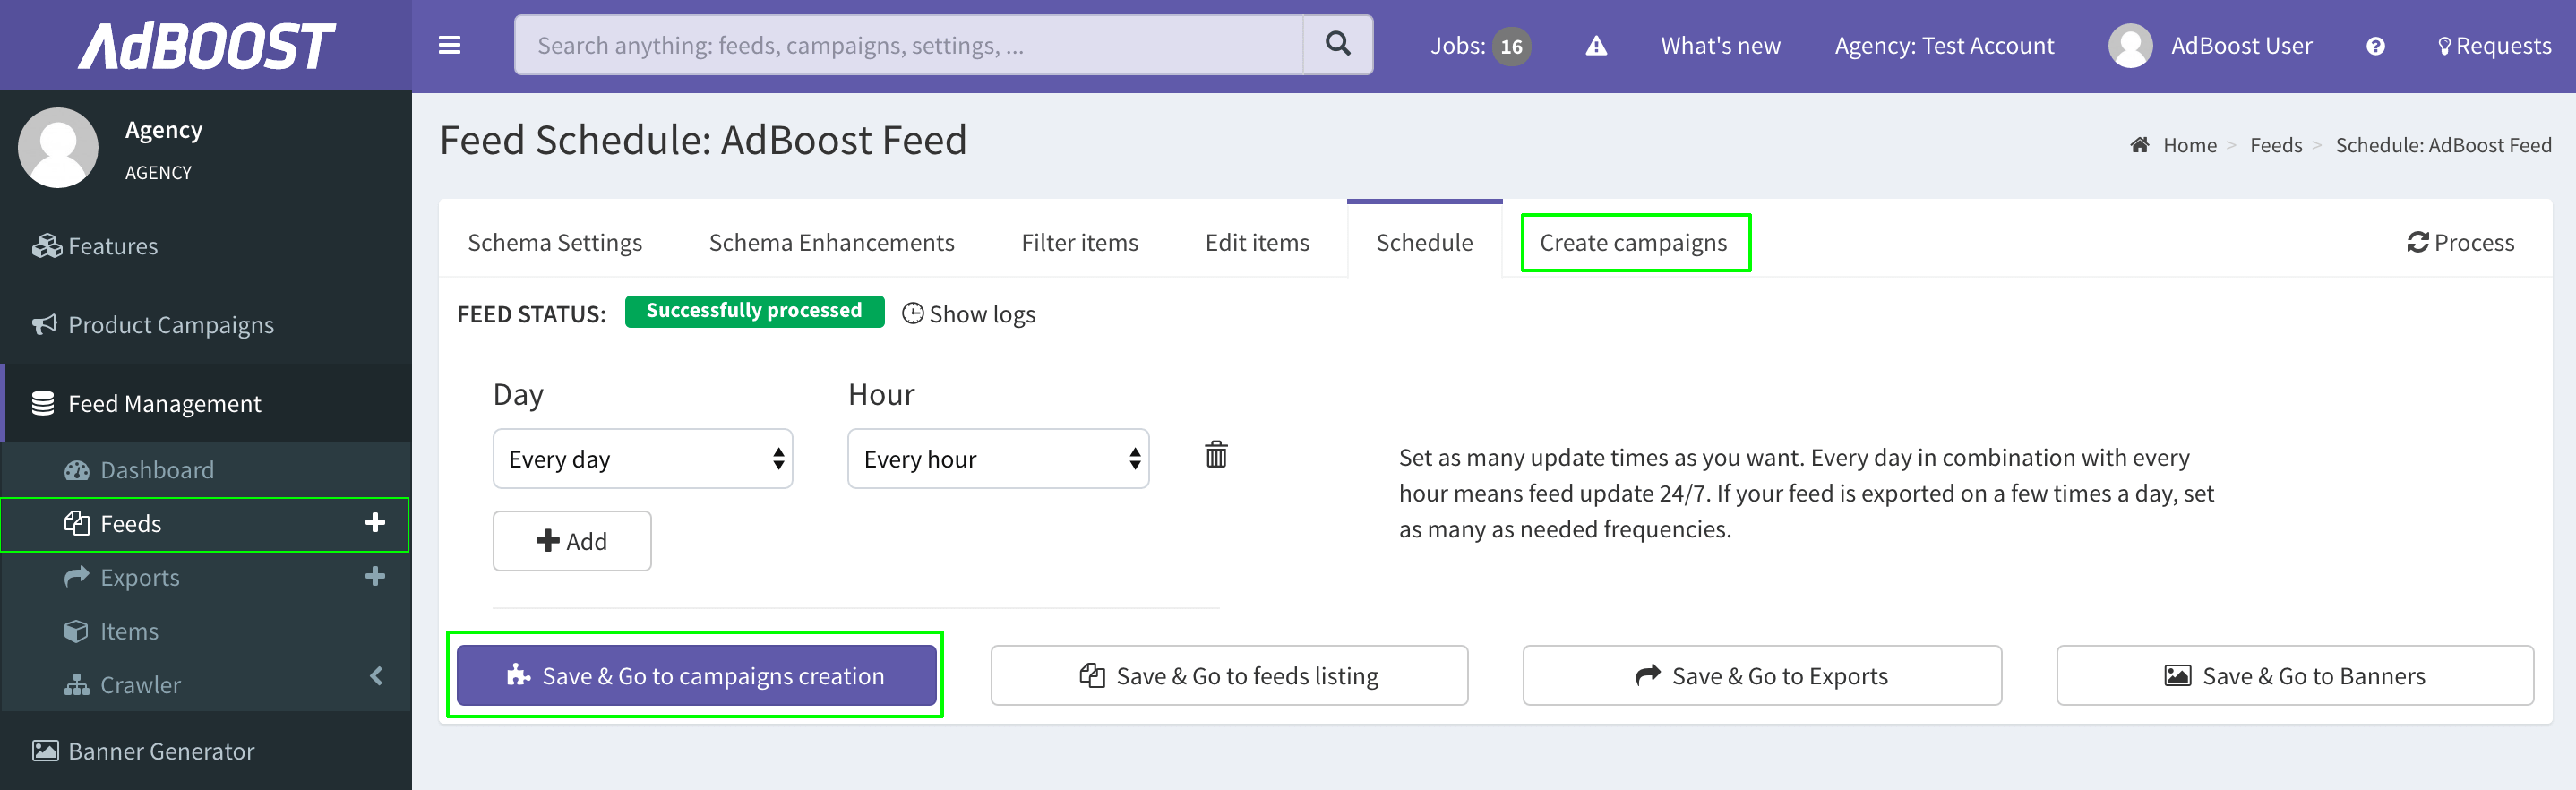 AdBOOST
Search anything: feeds, campaigns, settings, ...
Jobs: 16
What's new
Agency: Test Account
AdBoost User
Requests
Agency
AGENCY
Features
Product Campaigns
Feed Management
Dashboard
Feeds
Exports
Items
Crawler
Banner Generator
Feed Schedule: AdBoost Feed
Home > Feeds > Schedule: AdBoost Feed
Schema Settings
Schema Enhancements
Filter items
Edit items
Schedule
Create campaigns
Process
FEED STATUS: Successfully processed Show logs
Day
Hour
Every day
Every hour
Add
Set as many update times as you want. Every day in combination with every
hour means feed update 24/7. If your feed is exported on a few times a day, set
as many as needed frequencies.
Save & Go to campaigns creation
Save & Go to feeds listing
Save & Go to Exports
Save & Go to Banners